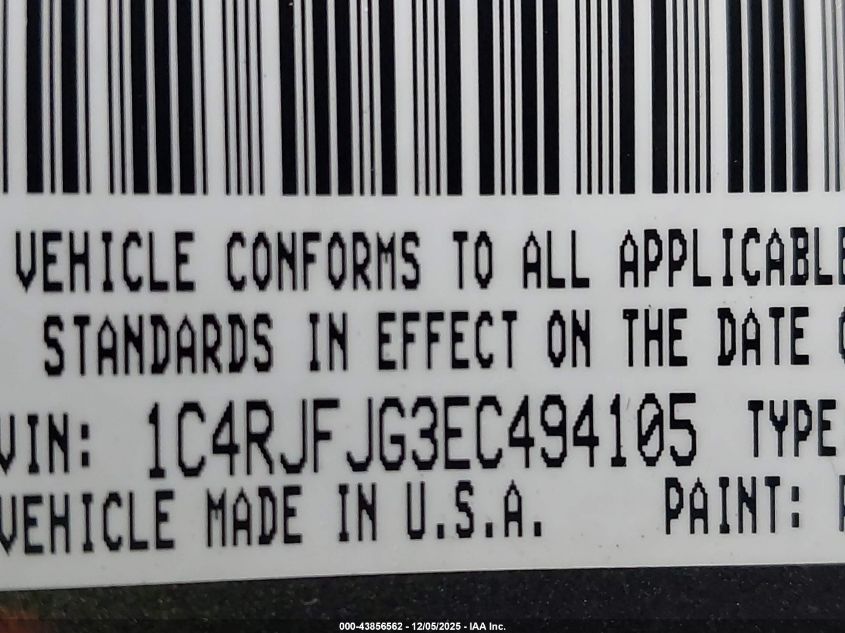 VEHICLE CONFORMS TO ALL APPLICABLE
STANDARDS IN EFFECT ON THE DATE
VIN: 1C4RJFJG3EC494105 TYPE
VEHICLE MADE IN U.S.A. PAINT:
000-43856562 - 12/05/2025 - IAA Inc.